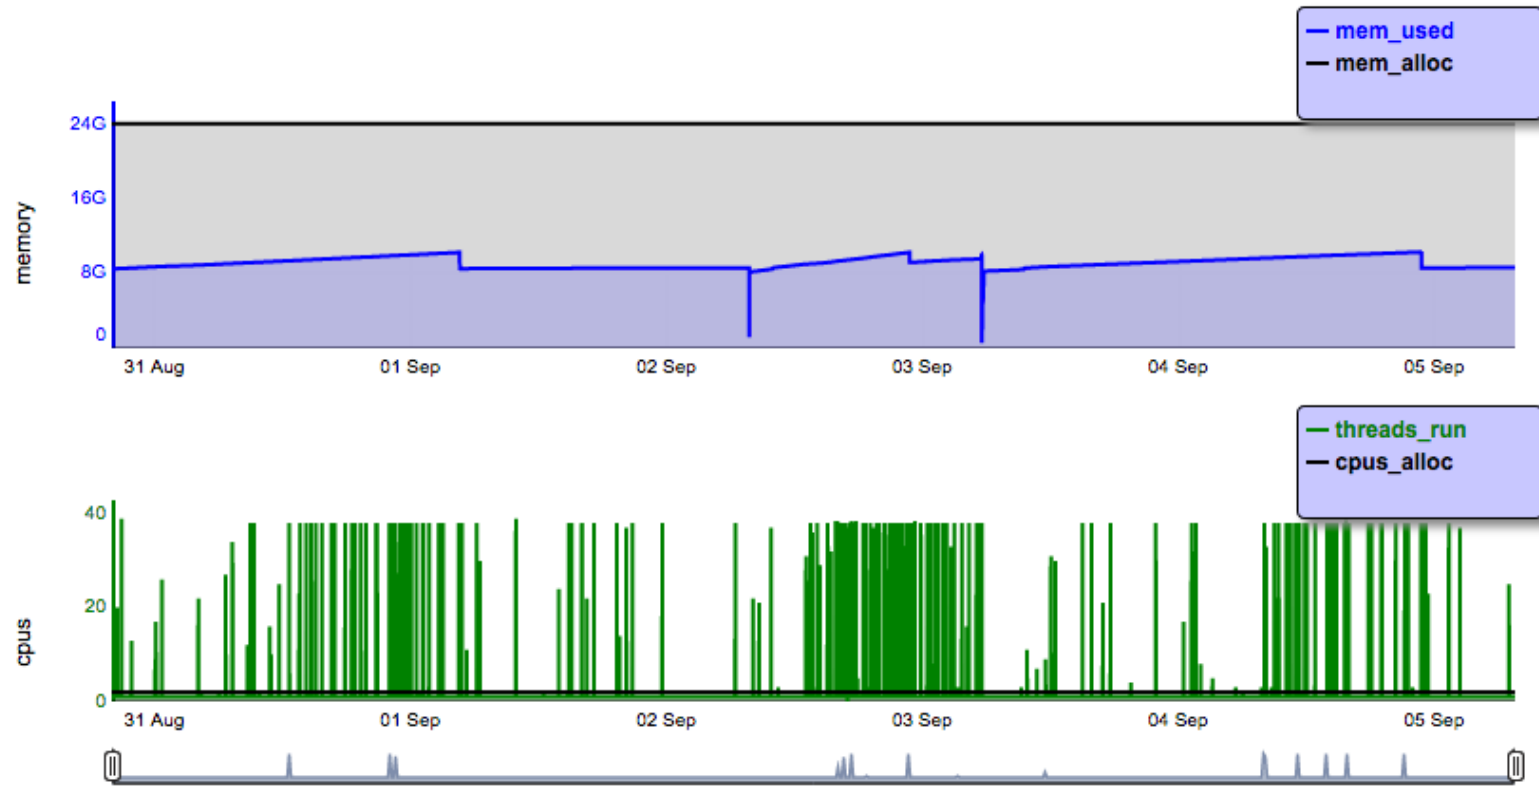 mem_used
mem_alloc
24G
16G
8G
0
memory
31 Aug
01 Sep
02 Sep
03 Sep
04 Sep
05 Sep
threads_run
cpus_alloc
40
20
0
cpus
31 Aug
01 Sep
02 Sep
03 Sep
04 Sep
05 Sep